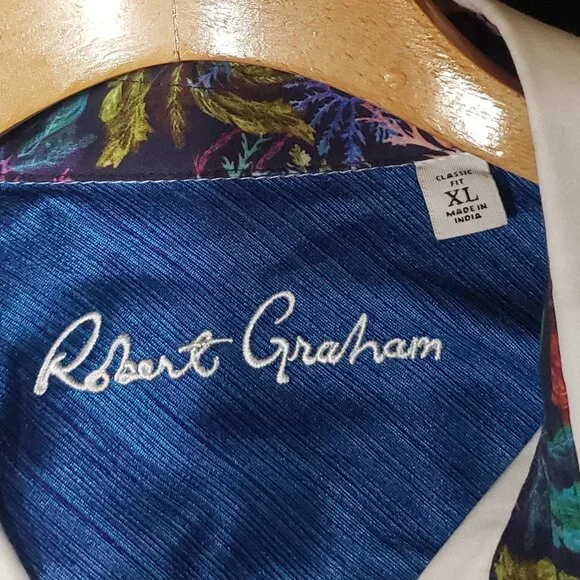 CLASSIC
FIT
XL
MADE IN
INDIA
Robert Graham